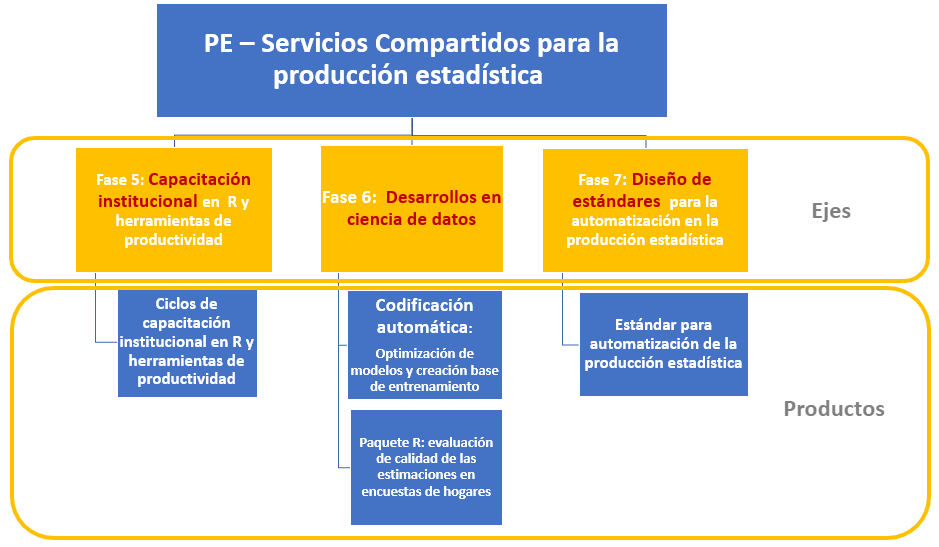 PE – Servicios Compartidos para la
producción estadística
Fase 5: Capacitación
institucional en R y
herramientas de
productividad
Fase 6: Desarrollos en
ciencia de datos
Fase 7: Diseño de
estándares para la
automatización en la
producción estadística
Ejes
Ciclos de
capacitación
institucional en R y
herramientas de
productividad
Codificación
automática:
Optimización de
modelos y creación base
de entrenamiento
Paquete R: evaluación
de calidad de las
estimaciones en
encuestas de hogares
Estándar para
automatización de la
producción estadística
Productos